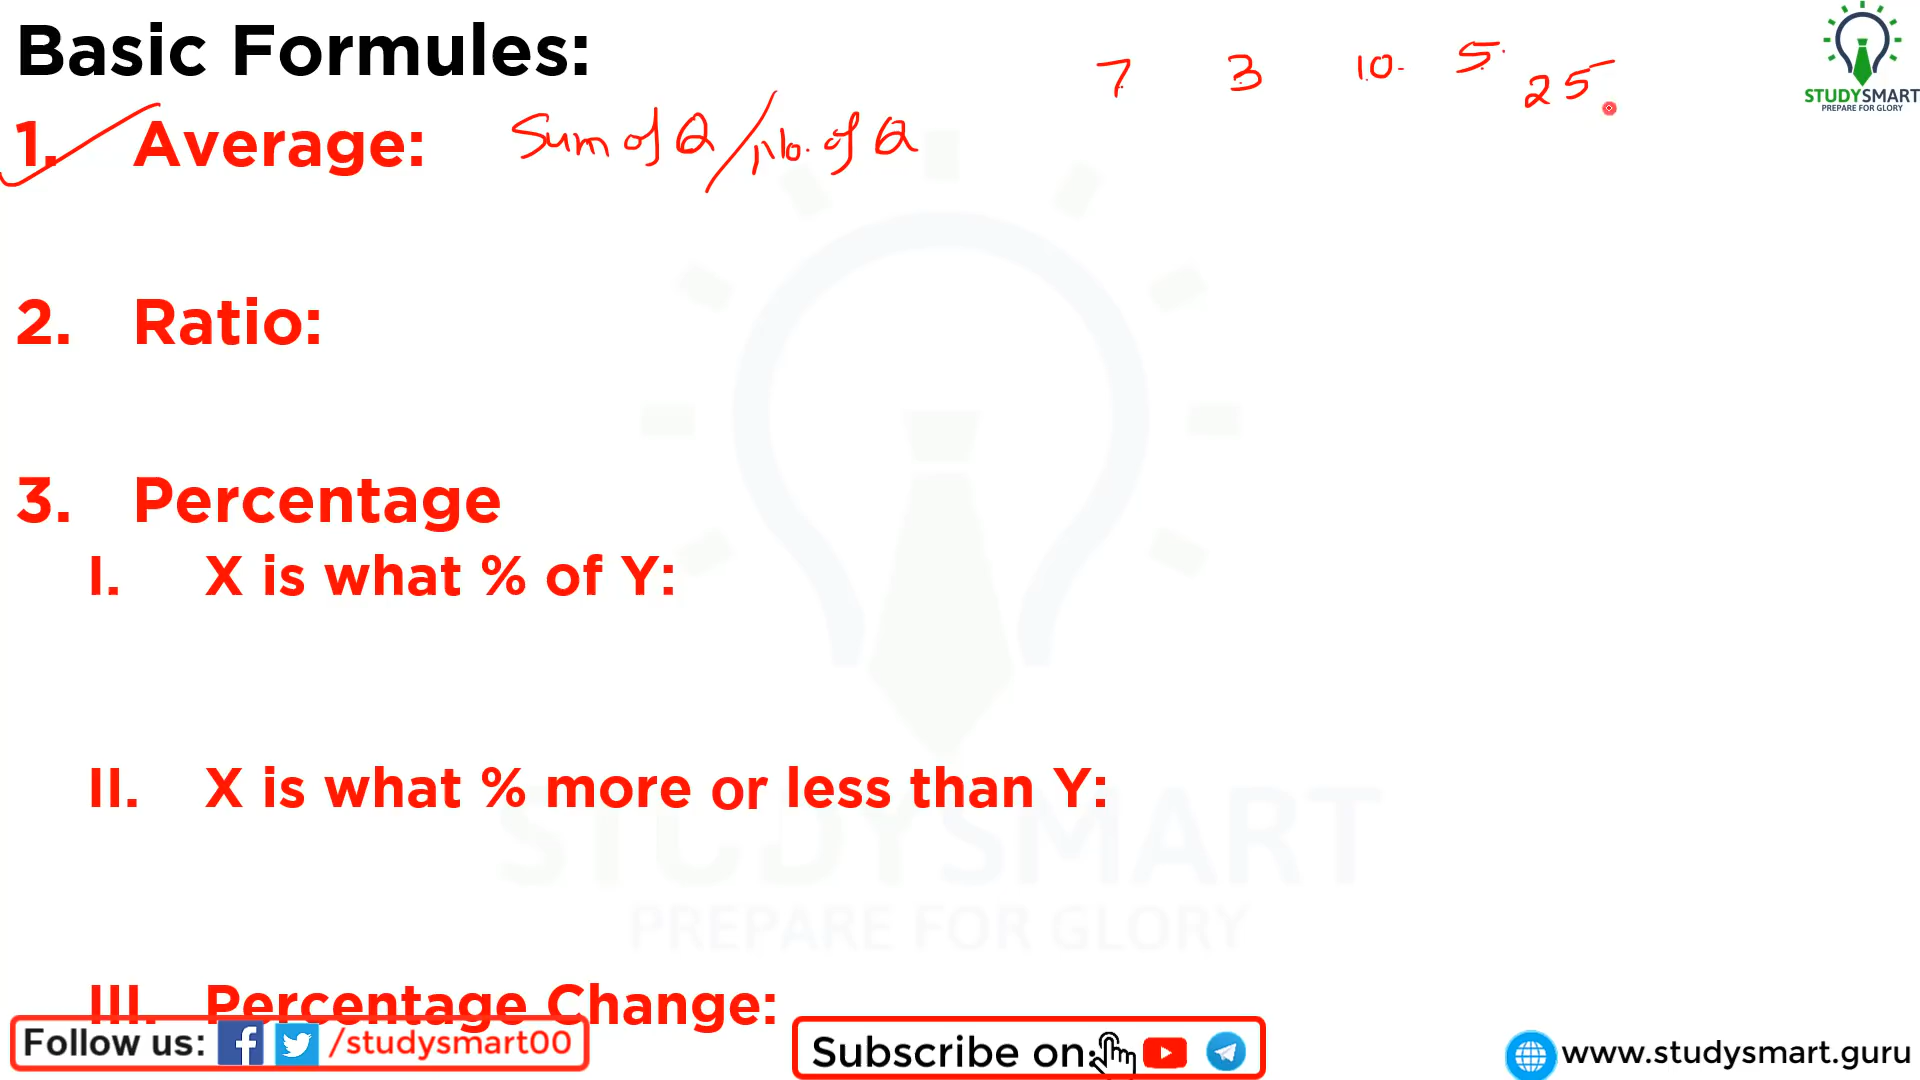 Basic Formules:
7 3 10 5 25
STUDYSMART
PREPARE FOR GLORY
1. Average: Sum of Q / No. of Q
2. Ratio:
3. Percentage
I. X is what % of Y:
II. X is what % more or less than Y:
STUDYSMART
PREPARE FOR GLORY
III. Percentage Change:
Follow us: /studysmart00
Subscribe on:
www.studysmart.guru